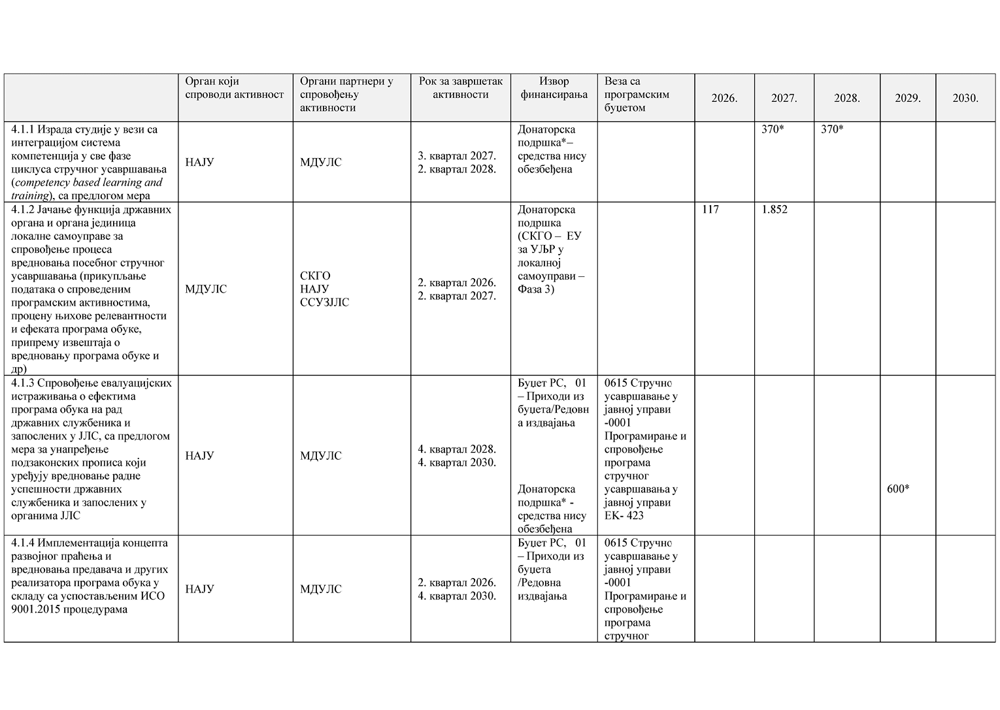 Орган који
спроводи активност
Органи партнери у
спровођењу
активности
Рок за завршетак
активности
Извор
финансирања
Веза са
програмским
буџетом
2026.
2027.
2028.
2029.
2030.
4.1.1 Израда студије у вези са
интеграцијом система
компетенција у све фазе
циклуса стручног усавршавања
(competency based learning and
training), са предлогом мера
НАЈУ
МДУЛС
3. квартал 2027.
2. квартал 2028.
Донаторска
подршка*–
средства нису
обезбеђена
370*
370*
4.1.2 Јачање функција државних
органа и органа јединица
локалне самоуправе за
спровођење процеса
вредновања посебног стручног
усавршавања (прикупљање
података о спроведеним
програмским активностима,
процену њихове релевантности
и ефеката програма обуке,
припрему извештаја о
вредновању програма обуке и
др)
МДУЛС
СКГО
НАЈУ
ССУЗЈЛС
2. квартал 2026.
2. квартал 2027.
Донаторска
подршка
(СКГО – ЕУ
за УЉР у
локалној
самоуправи –
Фаза 3)
117
1.852
4.1.3 Спровођење евалуацијских
истраживања о ефектима
програма обука на рад
државних службеника и
запослених у ЈЛС, са предлогом
мера за унапређење
подзаконских прописа који
уређују вредновање радне
успешности државних
службеника и запослених у
органима ЈЛС
НАЈУ
МДУЛС
4. квартал 2028.
4. квартал 2030.
Буџет РС, 01
– Приходи из
буџета/Редовн
а издвајања
Донаторска
подршка* -
средства нису
обезбеђена
0615 Стручно
усавршавање у
јавној управи
-0001
Програмирање и
спровођење
програма
стручног
усавршавања у
јавној управи
ЕК- 423
600*
4.1.4 Имплементација концепта
развојног праћења и
вредновања предавача и других
реализатора програма обука у
складу са успостављеним ИСО
9001.2015 процедурама
НАЈУ
МДУЛС
2. квартал 2026.
4. квартал 2030.
Буџет РС, 01
– Приходи из
буџета
/Редовна
издвајања
0615 Стручно
усавршавање у
јавној управи
-0001
Програмирање и
спровођење
програма
стручног